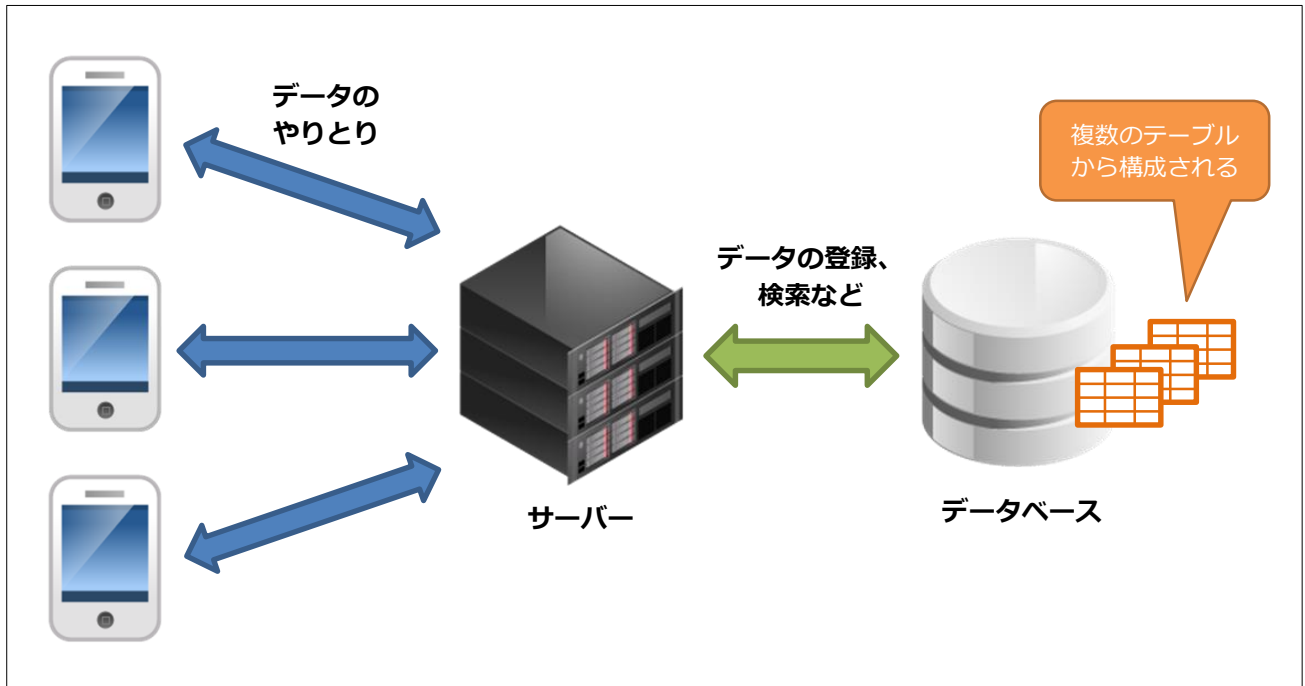 データの
やりとり
複数のテーブル
から構成される
データの登録、
検索など
サーバー
データベース